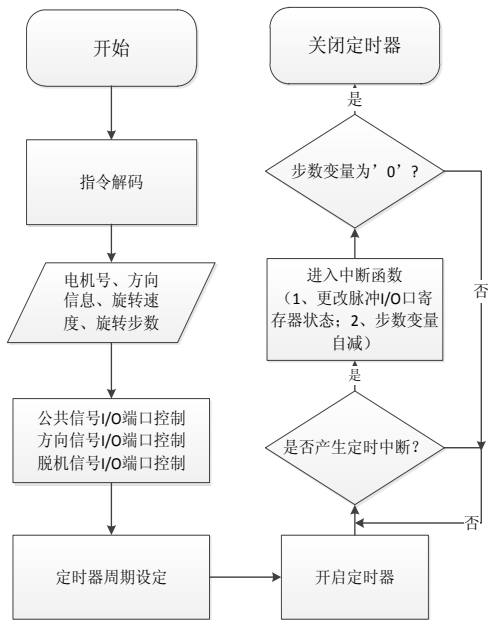 开始
指令解码
电机号、方向
信息、旋转速
度、旋转步数
公共信号I/O端口控制
方向信号I/O端口控制
脱机信号I/O端口控制
定时器周期设定
开启定时器
是否产生定时中断？
否
是
进入中断函数
（1、更改脉冲I/O口寄
存器状态；2、步数变量
自减）
步数变量为’0’？
否
是
关闭定时器